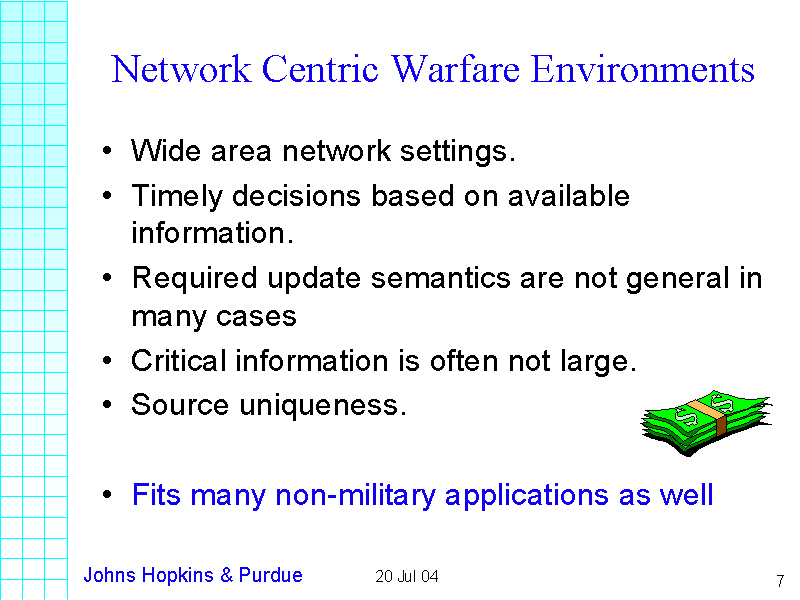 Network Centric Warfare Environments
• Wide area network settings.
• Timely decisions based on available
information.
• Required update semantics are not general in
many cases
• Critical information is often not large.
• Source uniqueness.
$ $
• Fits many non-military applications as well
Johns Hopkins & Purdue
20 Jul 04
7